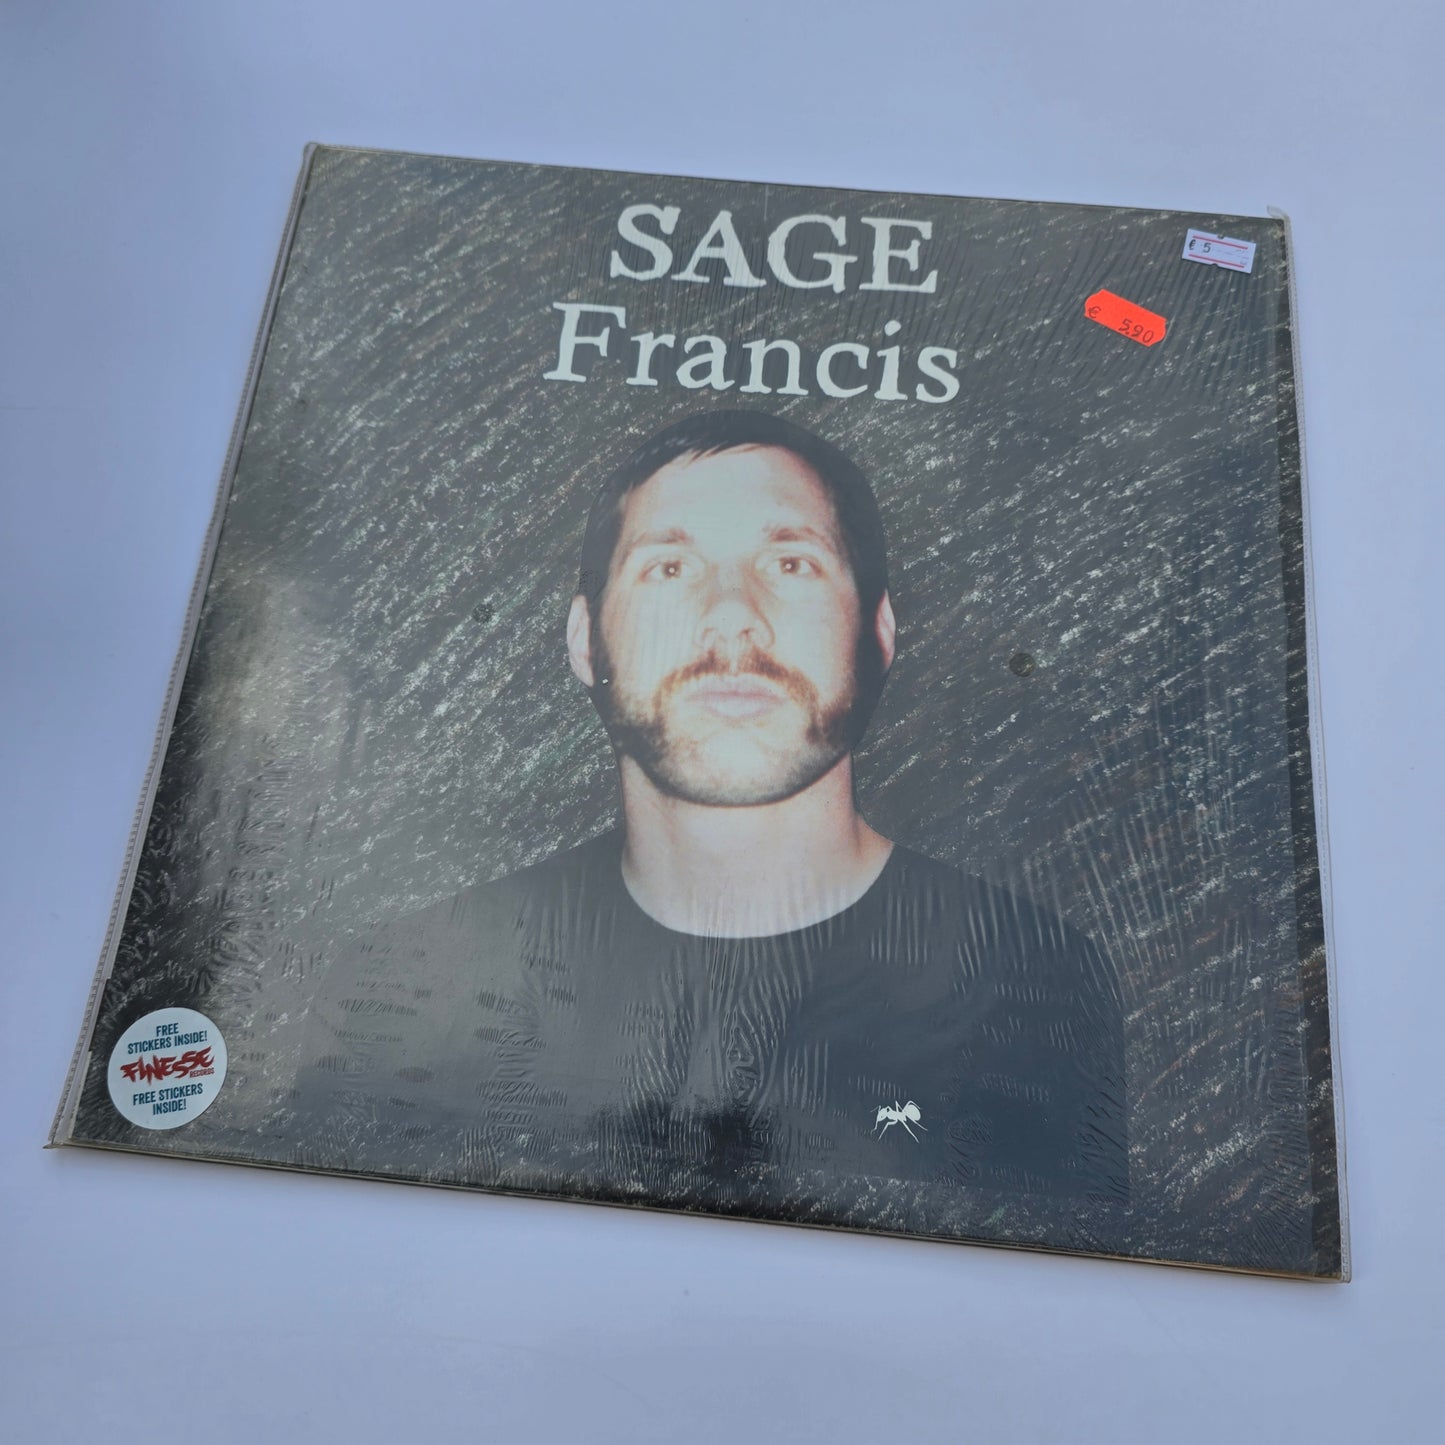 SAGE
Francis
€ 5
€ 5.90
FREE
STICKERS INSIDE!
FINESSE
RECORDS
FREE STICKERS
INSIDE!